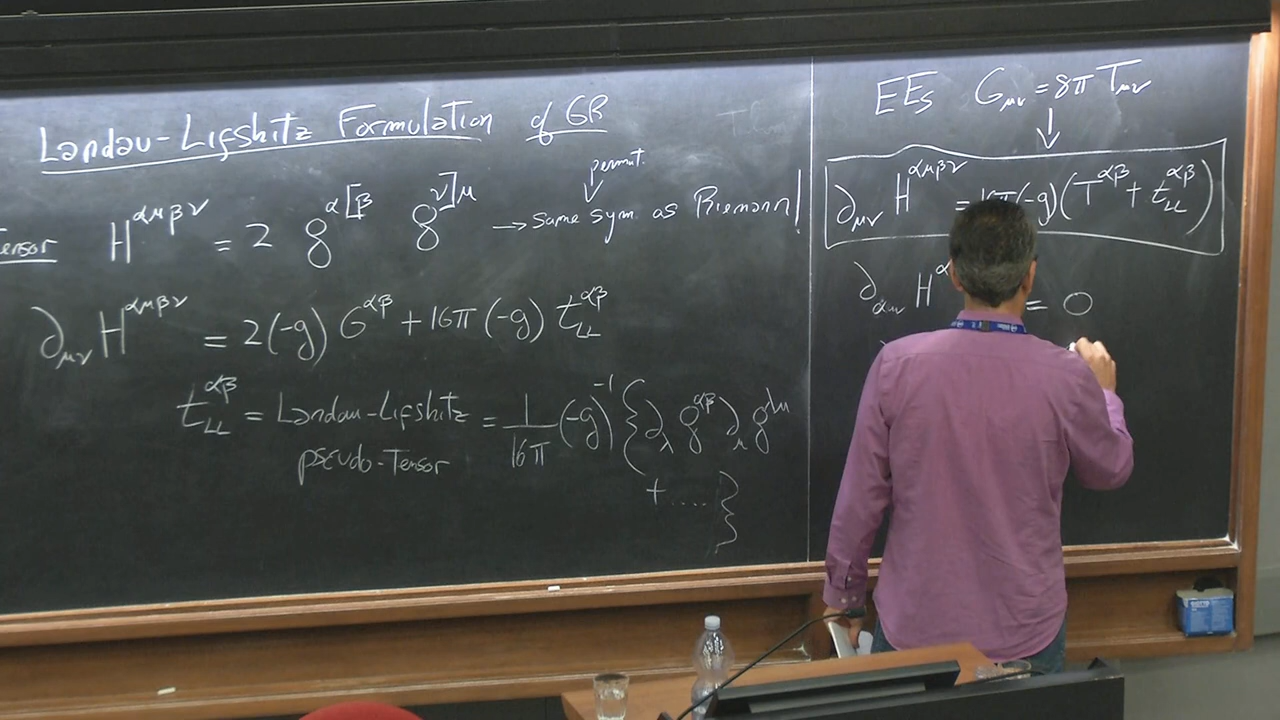 Landau-Lifshitz Formulation of GR
permut.
Tensor H^{αμβν} = 2 g^{α[β} g^{ν]μ} → same sym. as Riemann!
∂_{μν} H^{αμβν} = 2(-g) G^{αβ} + 16π (-g) t_{LL}^{αβ}
t_{LL}^{αβ} = Landau-Lifshitz = 1/16π (-g)^{-1} { ∂_λ g^{αβ} ∂_μ g^{λμ}
pseudo-Tensor
+ .... }
EEs G_{μν} = 8π T_{μν}
↓
∂_{μν} H^{αμβν} = 16π(-g)(T^{αβ} + t_{LL}^{αβ})
∂_{αμν} H^α = 0